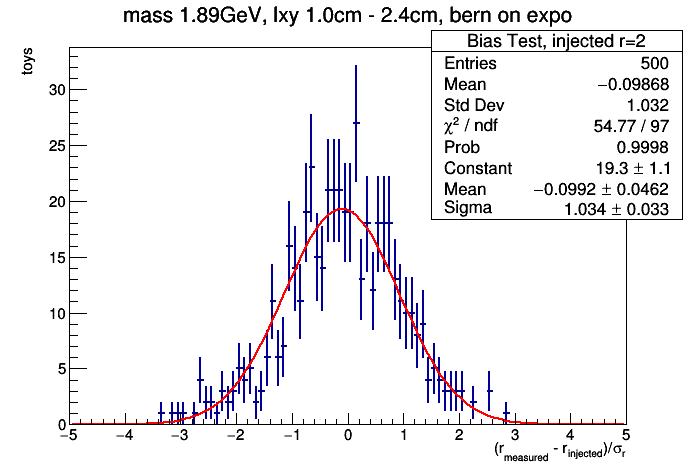 mass 1.89GeV, lxy 1.0cm - 2.4cm, bern on expo
Bias Test, injected r=2
Entries 500
Mean −0.09868
Std Dev 1.032
χ² / ndf 54.77 / 97
Prob 0.9998
Constant 19.3 ± 1.1
Mean −0.0992 ± 0.0462
Sigma 1.034 ± 0.033
toys
30
25
20
15
10
5
0
−5 −4 −3 −2 −1 0 1 2 3 4 5
(r_measured - r_injected)/σ_r